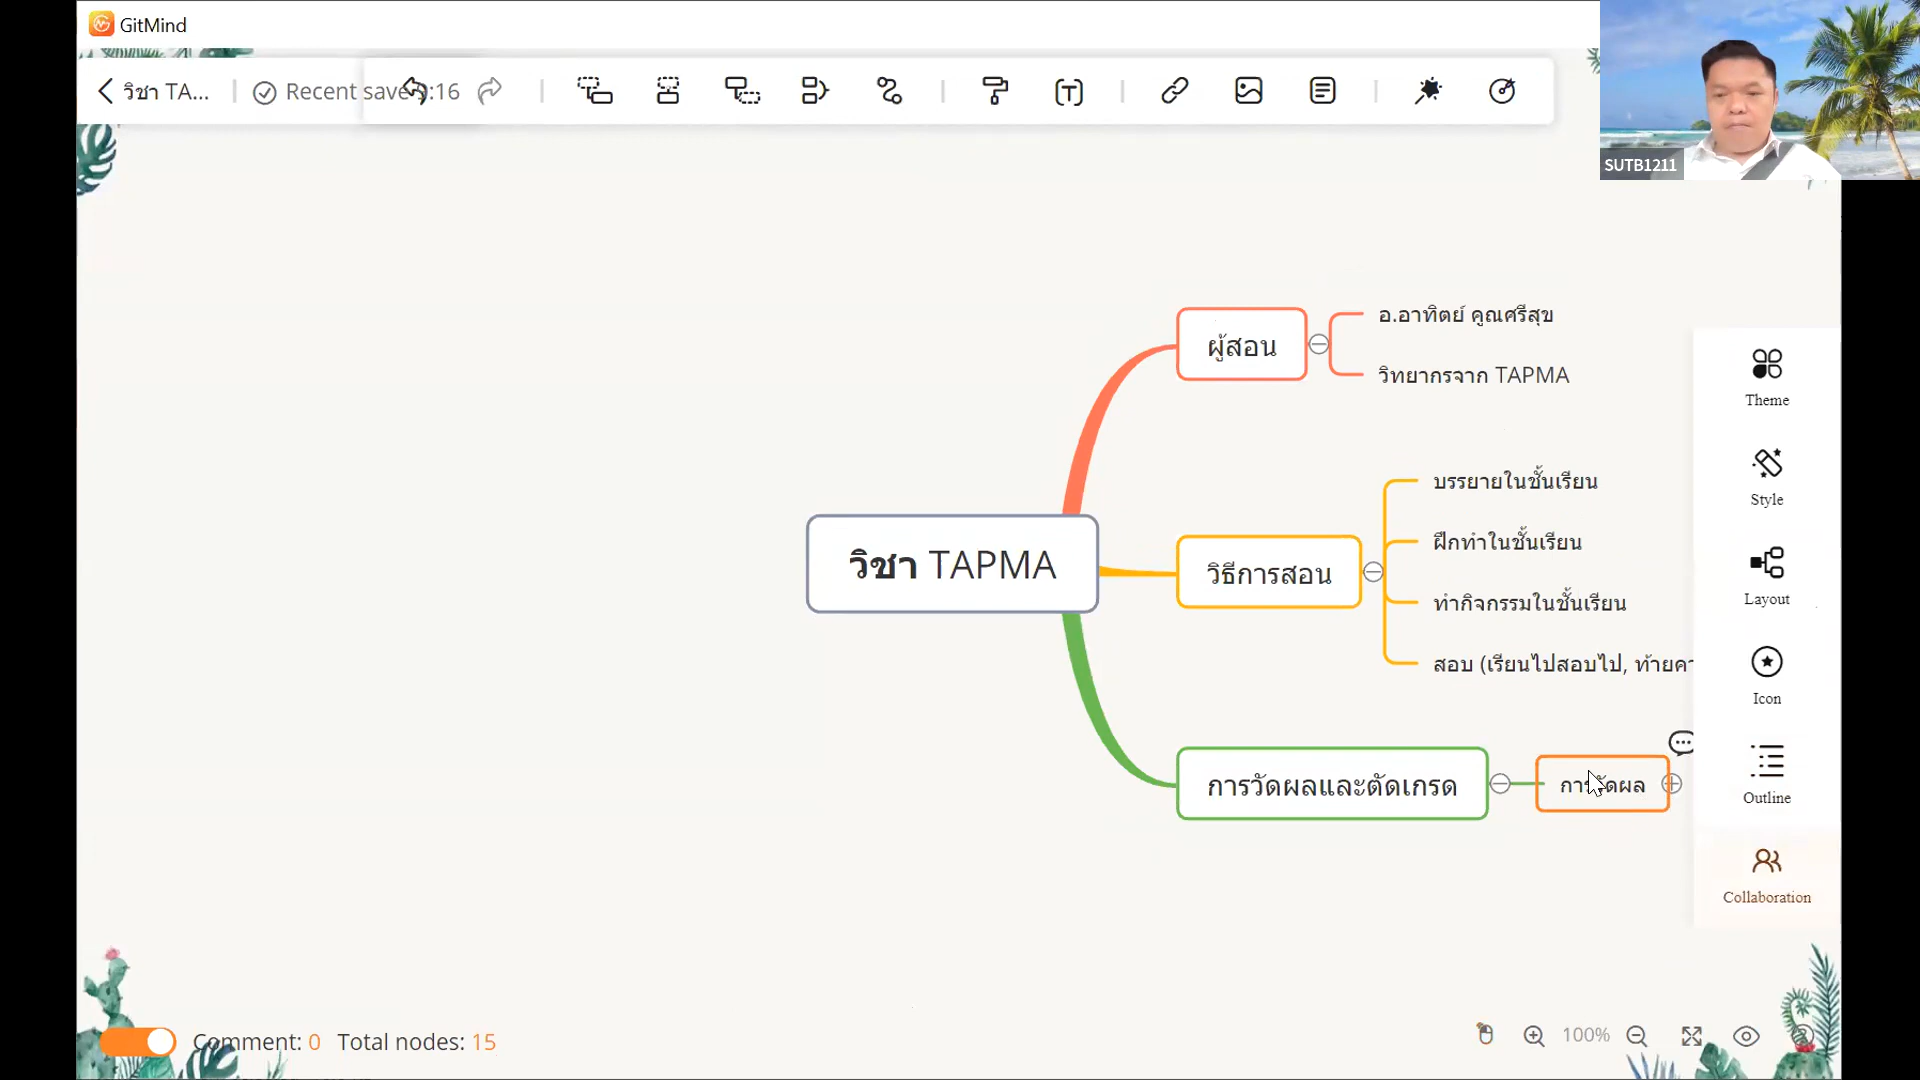 GitMind
วิชา TA...
Recent save 9:16
SUTB1211
อ.อาทิตย์ คูณศรีสุข
ผู้สอน
วิทยากรจาก TAPMA
Theme
บรรยายในชั้นเรียน
Style
ฝึกทำในชั้นเรียน
วิชา TAPMA
วิธีการสอน
ทำกิจกรรมในชั้นเรียน
Layout
สอบ (เรียนไปสอบไป, ท้ายคา
Icon
การวัดผลและตัดเกรด
การวัดผล
Outline
Collaboration
Comment: 0 Total nodes: 15
100%